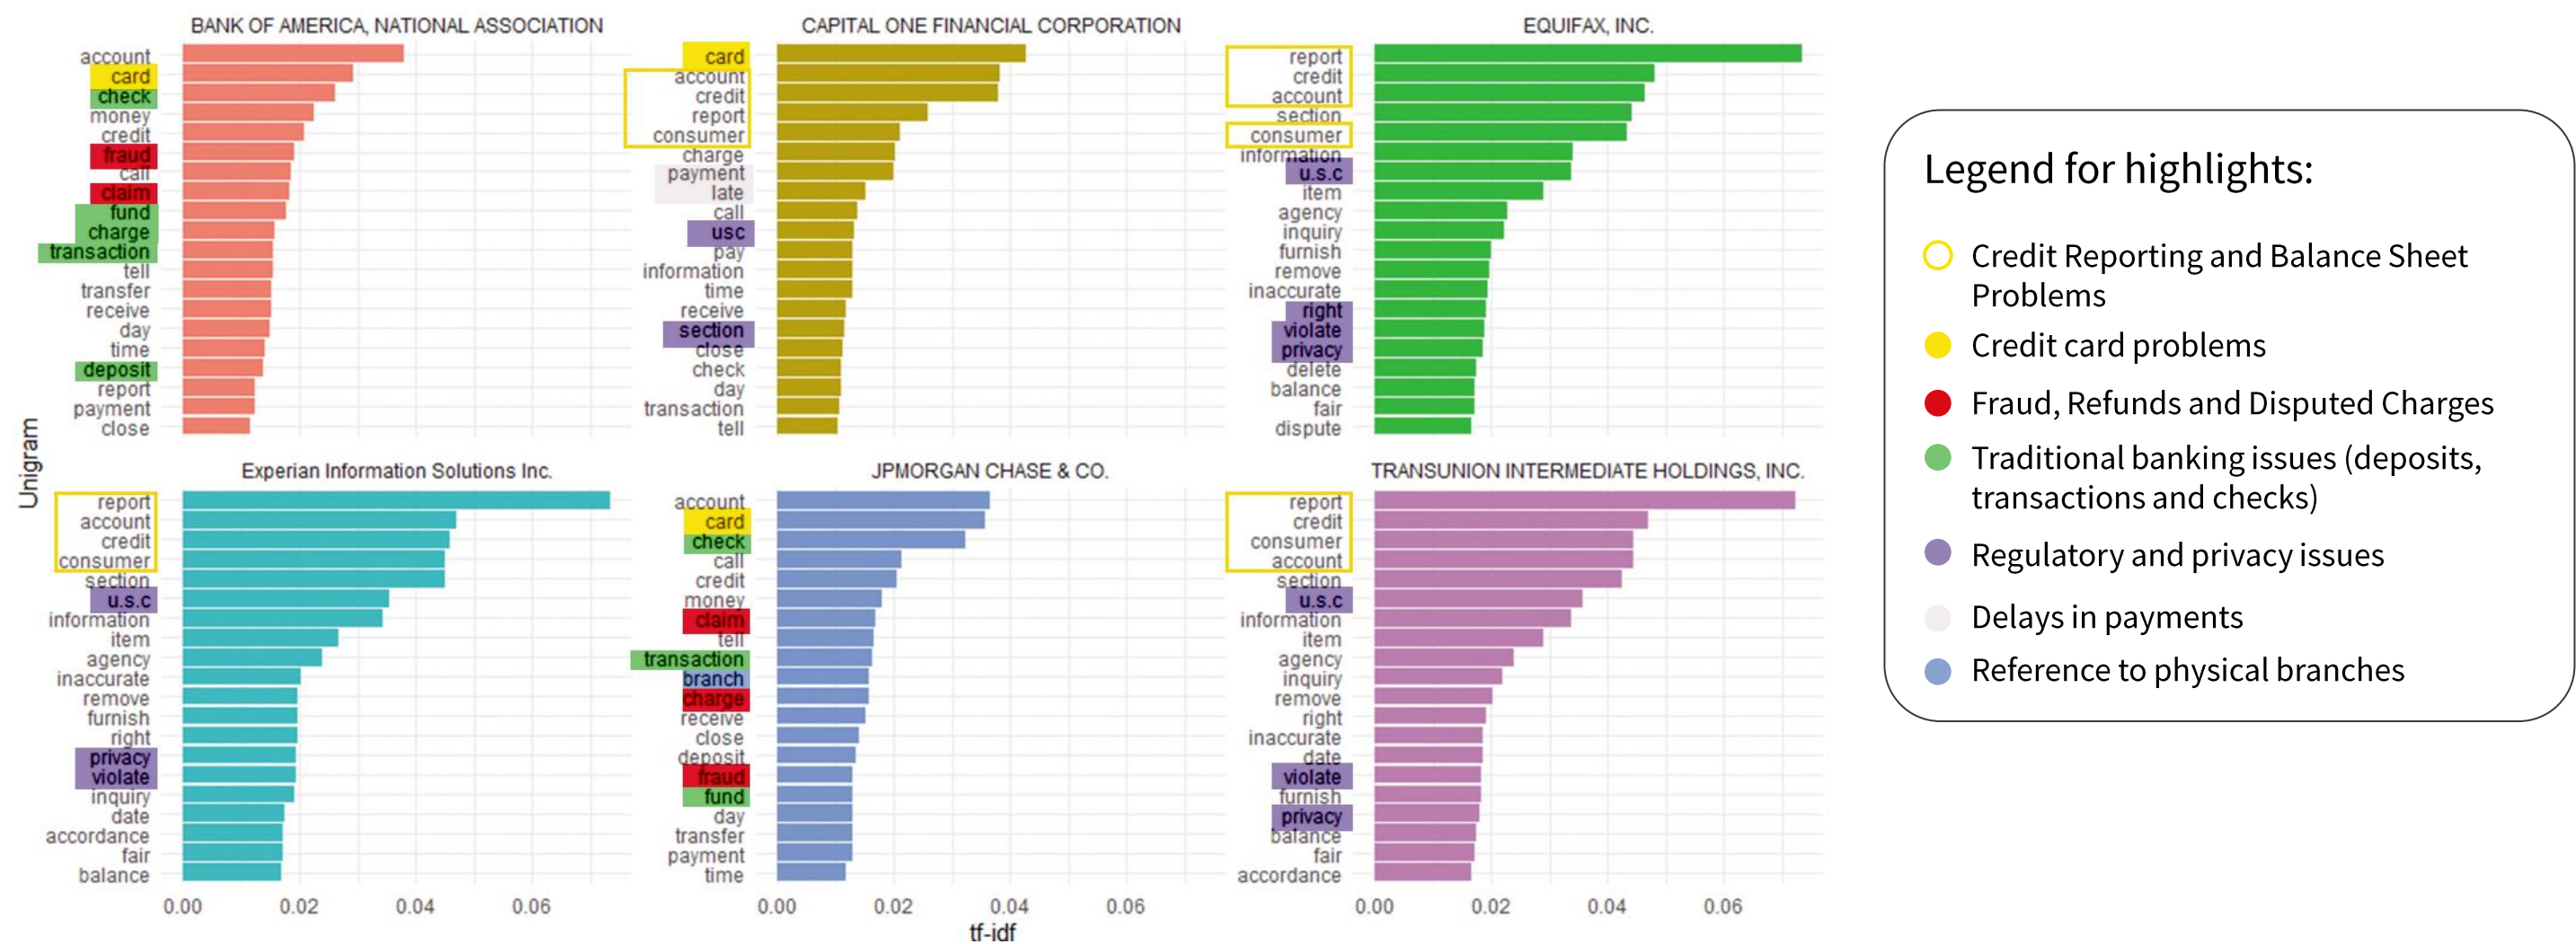 BANK OF AMERICA, NATIONAL ASSOCIATION
account
card
check
money
credit
fraud
call
claim
fund
charge
transaction
tell
transfer
receive
day
time
deposit
report
payment
close
CAPITAL ONE FINANCIAL CORPORATION
card
account
credit
report
consumer
charge
payment
late
call
usc
pay
information
time
receive
section
close
check
day
transaction
tell
EQUIFAX, INC.
report
credit
account
section
consumer
information
u.s.c
item
agency
inquiry
furnish
remove
inaccurate
right
violate
privacy
delete
balance
fair
dispute
Unigram
Experian Information Solutions Inc.
report
account
credit
consumer
section
u.s.c
information
item
agency
inaccurate
remove
furnish
right
privacy
violate
inquiry
date
accordance
fair
balance
0.00 0.02 0.04 0.06
JPMORGAN CHASE & CO.
account
card
check
call
credit
money
claim
tell
transaction
branch
charge
receive
close
deposit
fraud
fund
day
transfer
payment
time
0.00 0.02 0.04 0.06
TRANSUNION INTERMEDIATE HOLDINGS, INC.
report
credit
consumer
account
section
u.s.c
information
item
agency
inquiry
remove
right
inaccurate
date
violate
furnish
privacy
balance
fair
accordance
0.00 0.02 0.04 0.06
tf-idf
Legend for highlights:
Credit Reporting and Balance Sheet
Problems
Credit card problems
Fraud, Refunds and Disputed Charges
Traditional banking issues (deposits,
transactions and checks)
Regulatory and privacy issues
Delays in payments
Reference to physical branches